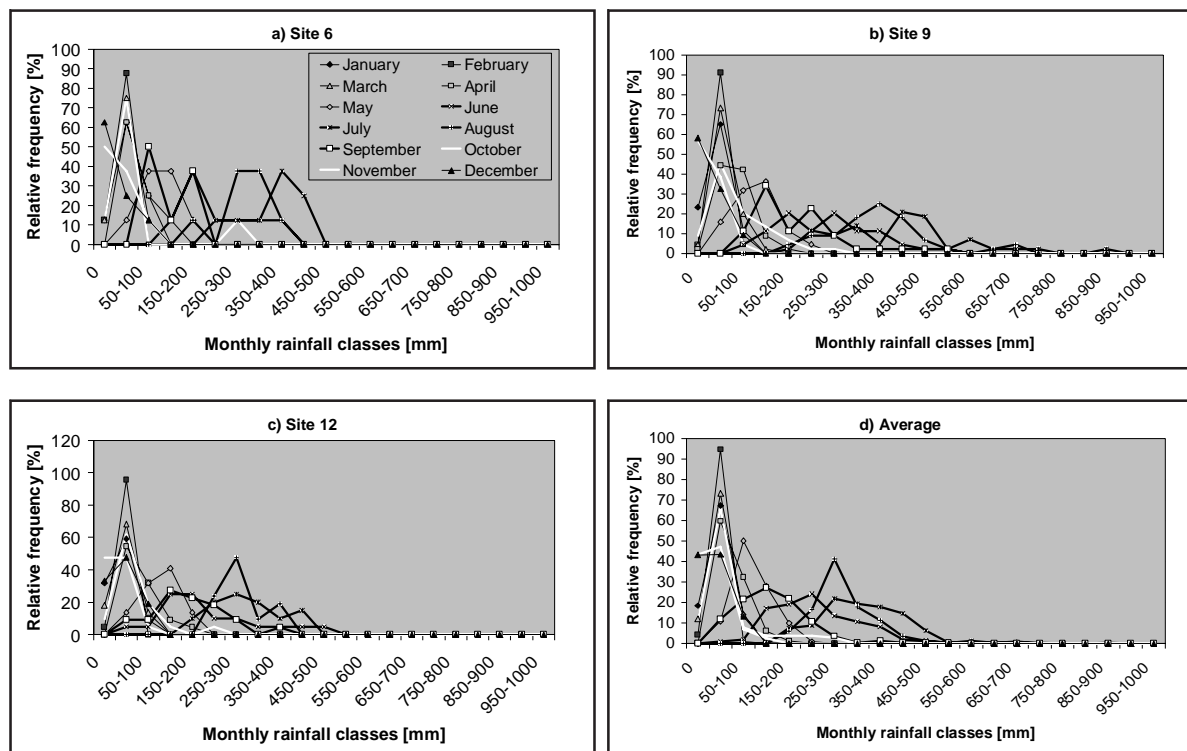 a) Site 6
Relative frequency [%]
100
90
80
70
60
50
40
30
20
10
0
January February
March April
May June
July August
September October
November December
0 50-100 150-200 250-300 350-400 450-500 550-600 650-700 750-800 850-900 950-1000
Monthly rainfall classes [mm]
b) Site 9
Relative frequency [%]
100
90
80
70
60
50
40
30
20
10
0
0 50-100 150-200 250-300 350-400 450-500 550-600 650-700 750-800 850-900 950-1000
Monthly rainfall classes [mm]
c) Site 12
Relative frequency [%]
120
100
80
60
40
20
0
0 50-100 150-200 250-300 350-400 450-500 550-600 650-700 750-800 850-900 950-1000
Monthly rainfall classes [mm]
d) Average
Relative frequency [%]
100
90
80
70
60
50
40
30
20
10
0
0 50-100 150-200 250-300 350-400 450-500 550-600 650-700 750-800 850-900 950-1000
Monthly rainfall classes [mm]